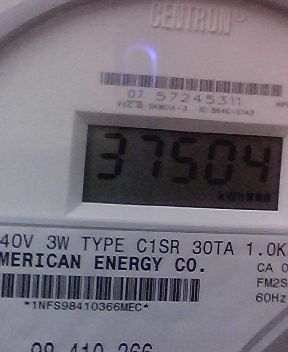 CENTRON®
07 57245311
37504
40V 3W TYPE C1SR 30TA 1.0K
MERICAN ENERGY CO.
CA 0
FM2S
60Hz
*1NFS98410366MEC*
98 410 366